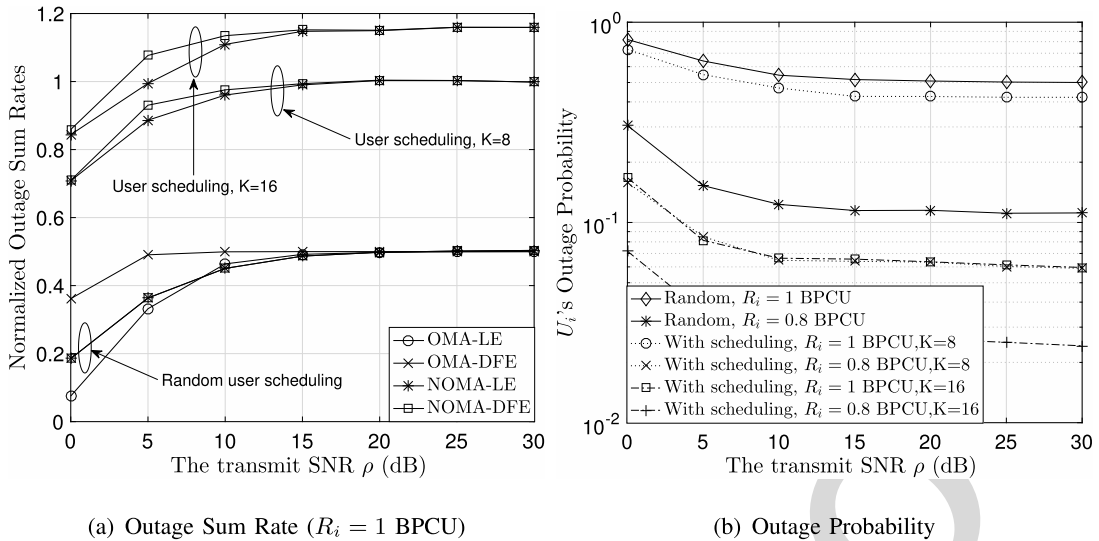 1.2
1
0.8
0.6
0.4
0.2
0
Normalized Outage Sum Rates
User scheduling, K=8
User scheduling, K=16
Random user scheduling
OMA-LE
OMA-DFE
NOMA-LE
NOMA-DFE
0 5 10 15 20 25 30
The transmit SNR ρ (dB)
(a) Outage Sum Rate (R_i = 1 BPCU)
10^0
10^-1
10^-2
U_i's Outage Probability
Random, R_i = 1 BPCU
Random, R_i = 0.8 BPCU
With scheduling, R_i = 1 BPCU,K=8
With scheduling, R_i = 0.8 BPCU,K=8
With scheduling, R_i = 1 BPCU,K=16
With scheduling, R_i = 0.8 BPCU,K=16
0 5 10 15 20 25 30
The transmit SNR ρ (dB)
(b) Outage Probability